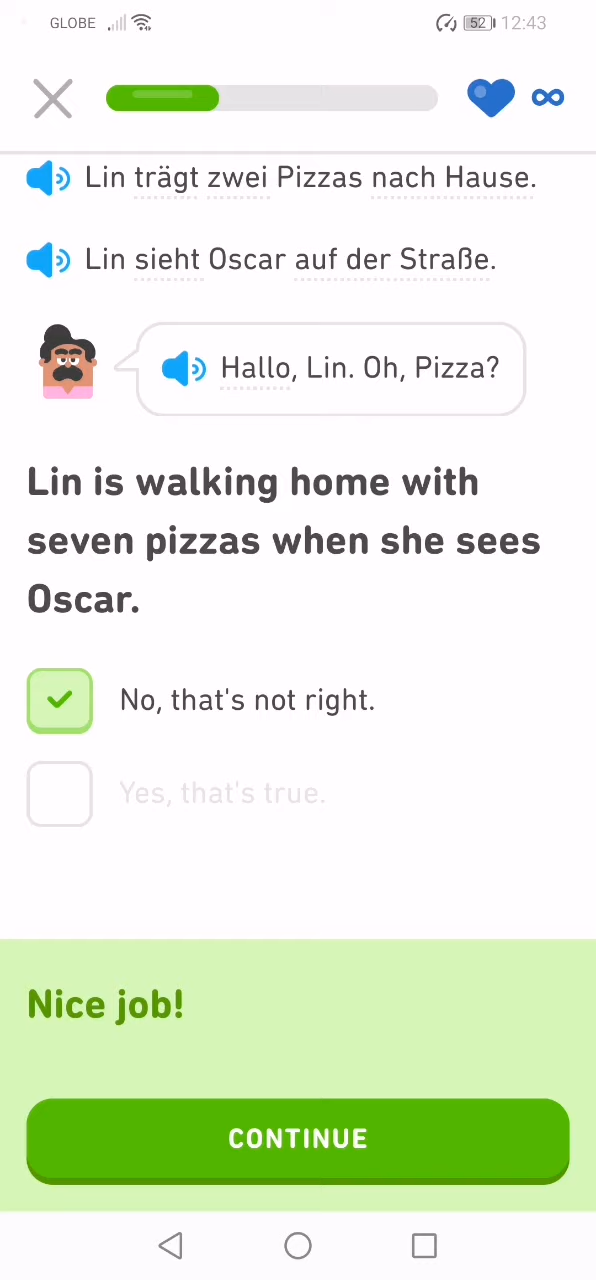 GLOBE 52 12:43
Lin trägt zwei Pizzas nach Hause.
Lin sieht Oscar auf der Straße.
Hallo, Lin. Oh, Pizza?
Lin is walking home with
seven pizzas when she sees
Oscar.
No, that's not right.
Yes, that's true.
Nice job!
CONTINUE